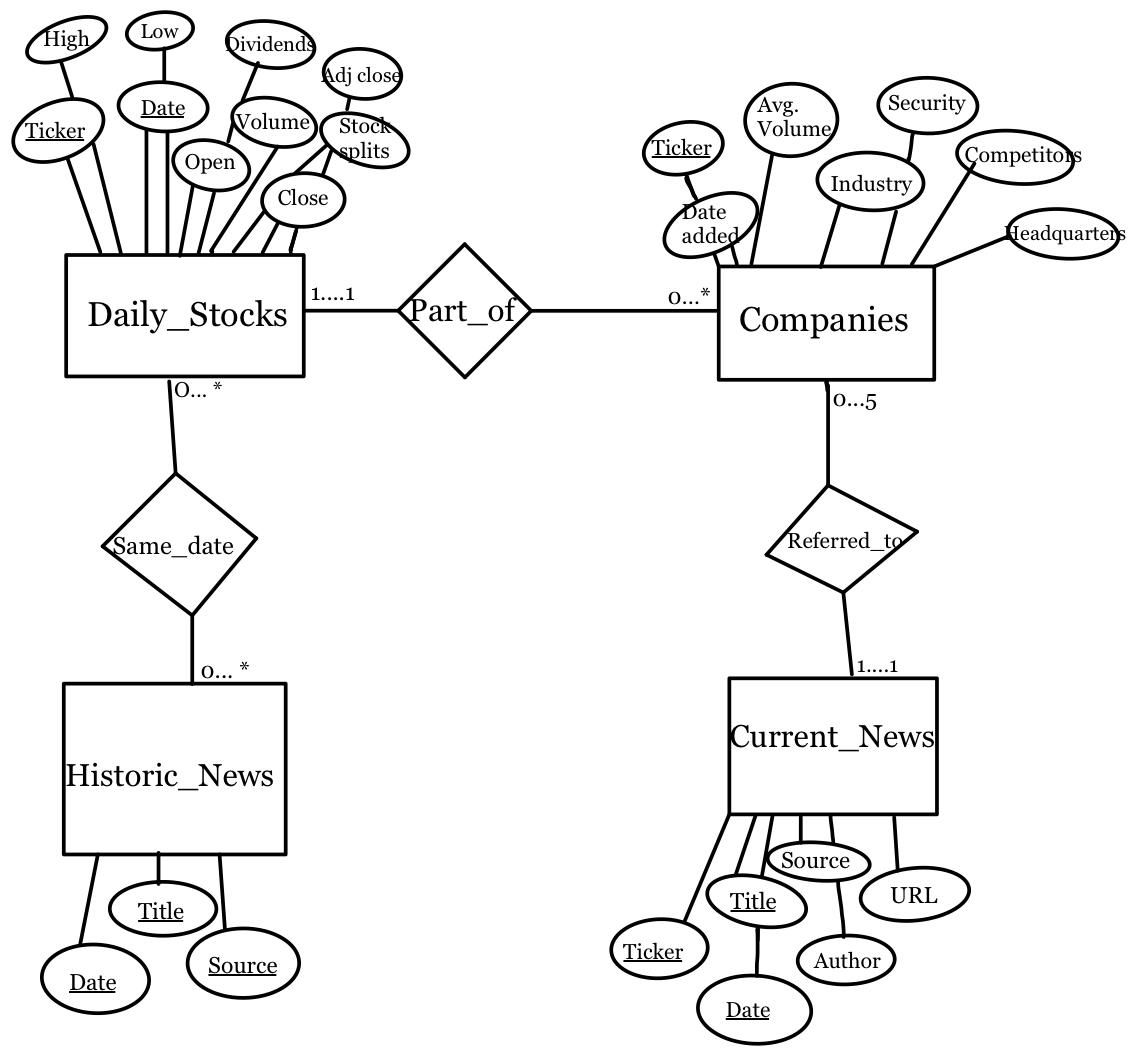 High
Low
Dividends
Adj close
Ticker
Date
Volume
Stock
splits
Open
Close
Avg.
Volume
Security
Ticker
Competitors
Industry
Date
added
Headquarters
Daily_Stocks
1....1
Part_of
0...*
Companies
0... *
0...5
Same_date
Referred_to
0... *
1....1
Historic_News
Current_News
Source
Title
Title
URL
Date
Source
Ticker
Author
Date